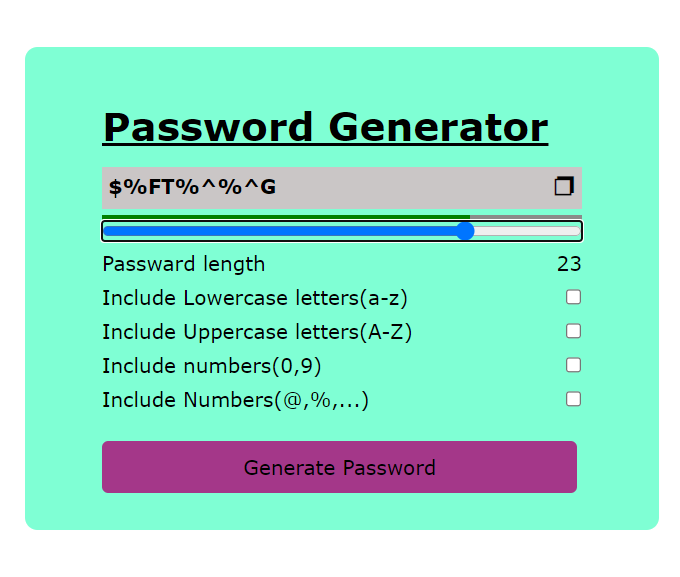 Password Generator
$%FT%^%^G
Passward length 23
Include Lowercase letters(a-z)
Include Uppercase letters(A-Z)
Include numbers(0,9)
Include Numbers(@,%,...)
Generate Password